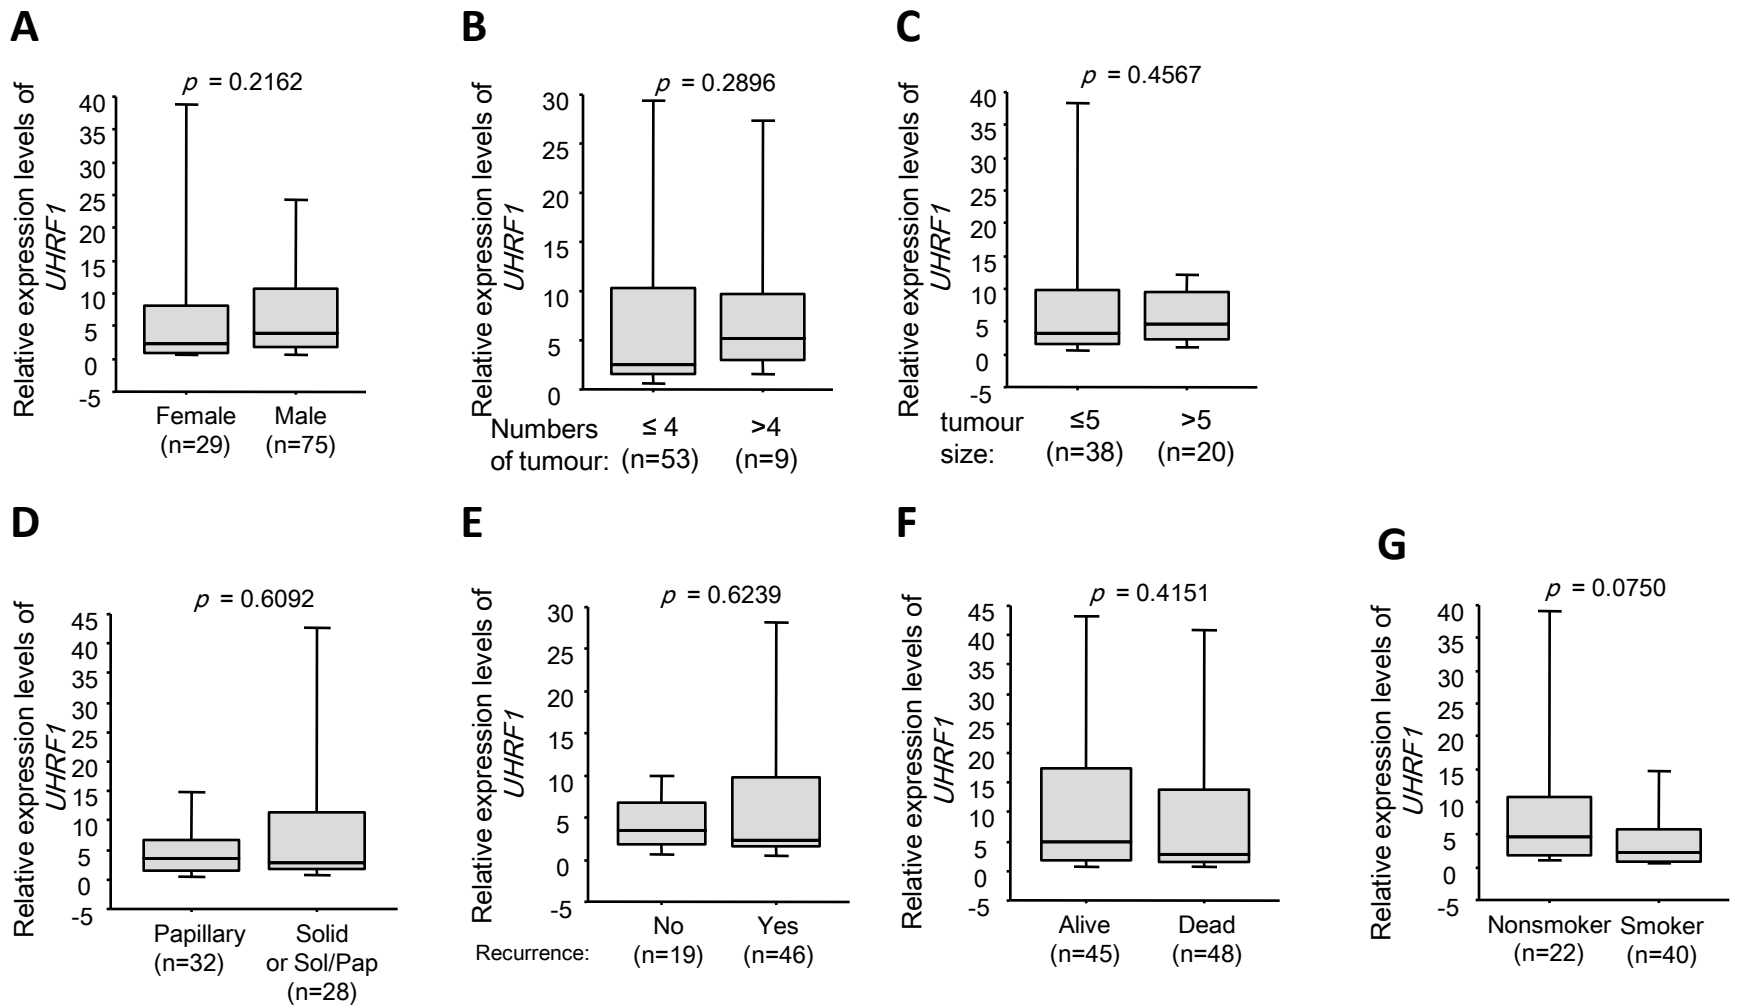 A
p = 0.2162
Relative expression levels of
UHRF1
40
35
30
25
20
15
10
5
0
-5
Female
(n=29)
Male
(n=75)
B
p = 0.2896
Relative expression levels of
UHRF1
30
25
20
15
10
5
0
Numbers
of tumour:
≤ 4
(n=53)
>4
(n=9)
C
p = 0.4567
Relative expression levels of
UHRF1
40
35
30
25
20
15
10
5
0
-5
tumour
size:
≤5
(n=38)
>5
(n=20)
D
p = 0.6092
Relative expression levels of
UHRF1
45
40
35
30
25
20
15
10
5
0
-5
Papillary
(n=32)
Solid
or Sol/Pap
(n=28)
E
p = 0.6239
Relative expression levels of
UHRF1
30
25
20
15
10
5
0
-5
Recurrence:
No
(n=19)
Yes
(n=46)
F
p = 0.4151
Relative expression levels of
UHRF1
45
40
35
30
25
20
15
10
5
0
-5
Alive
(n=45)
Dead
(n=48)
G
p = 0.0750
Relative expression levels of
UHRF1
40
35
30
25
20
15
10
5
0
-5
Nonsmoker
(n=22)
Smoker
(n=40)